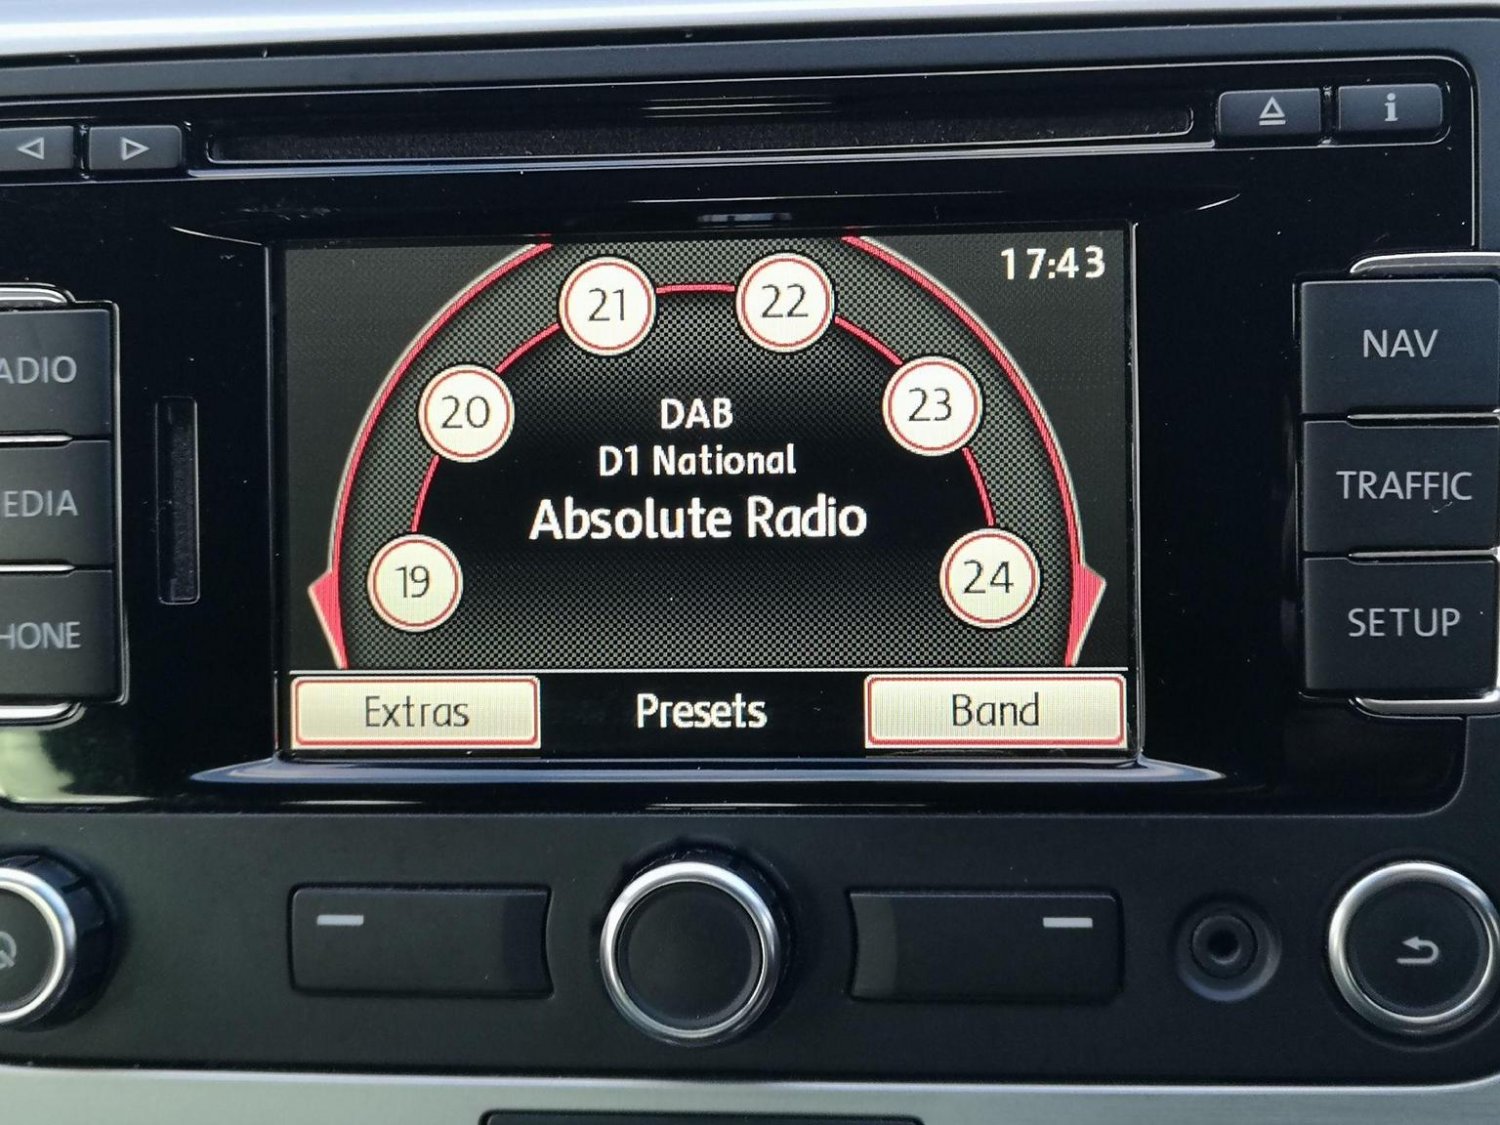 i
17:43
21
22
20
23
19
24
DAB
D1 National
Absolute Radio
Extras
Presets
Band
ADIO
EDIA
HONE
NAV
TRAFFIC
SETUP